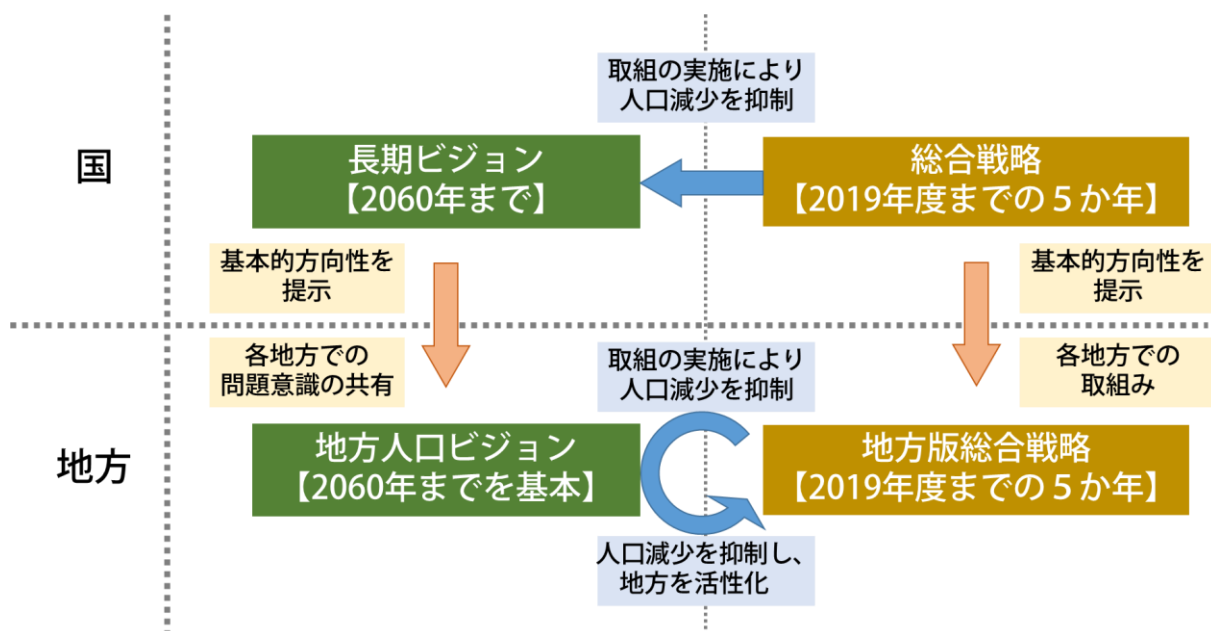 取組の実施により
人口減少を抑制
国
長期ビジョン
【2060年まで】
総合戦略
【2019年度までの５か年】
基本的方向性を
提示
基本的方向性を
提示
各地方での
問題意識の共有
取組の実施により
人口減少を抑制
各地方での
取組み
地方
地方人口ビジョン
【2060年までを基本】
地方版総合戦略
【2019年度までの５か年】
人口減少を抑制し、
地方を活性化